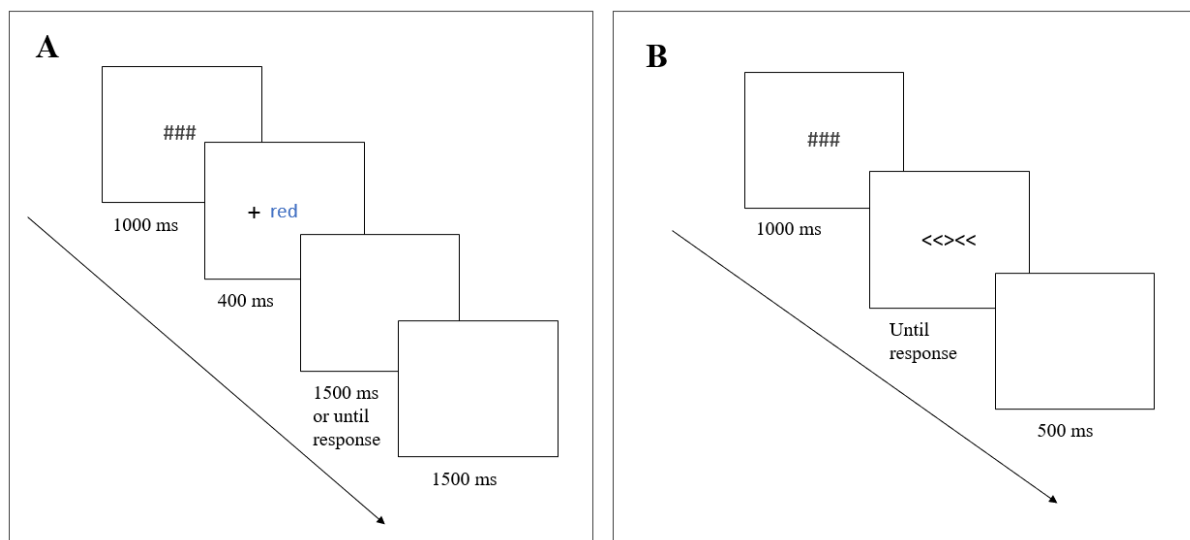 A
###
1000 ms
+ red
400 ms
1500 ms
or until
response
1500 ms
B
###
1000 ms
<<><<
Until
response
500 ms